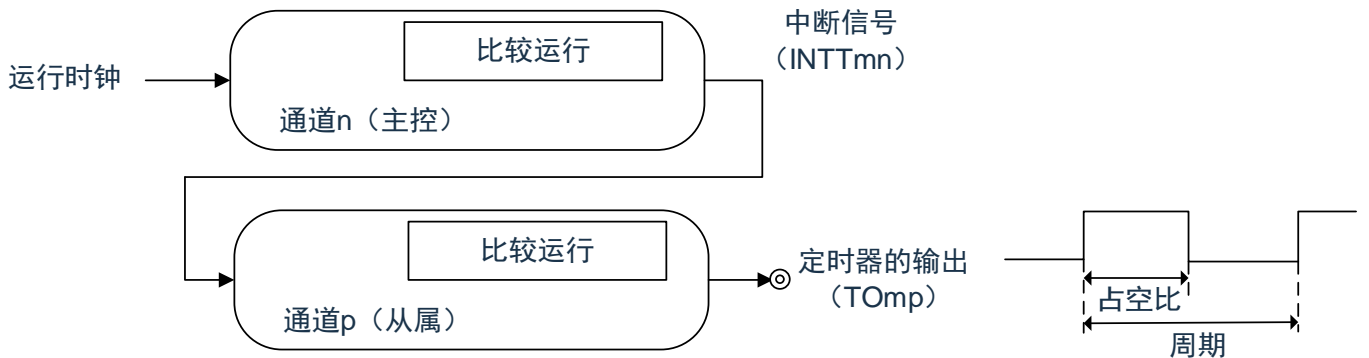 比较运行
中断信号
（INTTmn）
运行时钟
通道n（主控）
比较运行
定时器的输出
（TOmp）
通道p（从属）
占空比
周期